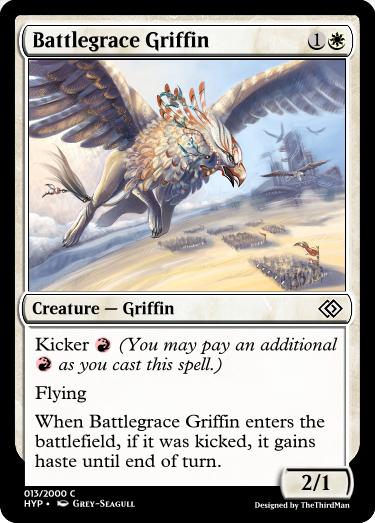 Battlegrace Griffin 1
Creature — Griffin
Kicker (You may pay an additional
as you cast this spell.)
Flying
When Battlegrace Griffin enters the
battlefield, if it was kicked, it gains
haste until end of turn.
2/1
013/2000 C
HYP • Grey-Seagull
Designed by TheThirdMan